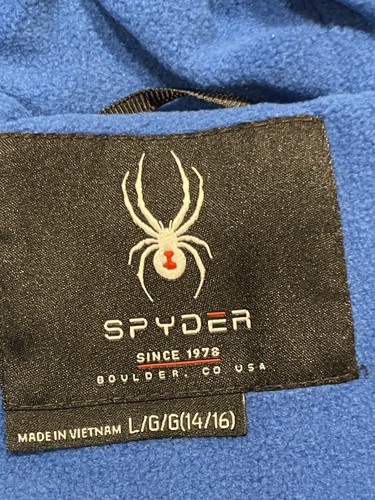 SPYDER
SINCE 1978
BOULDER, CO USA
MADE IN VIETNAM L/G/G(14/16)